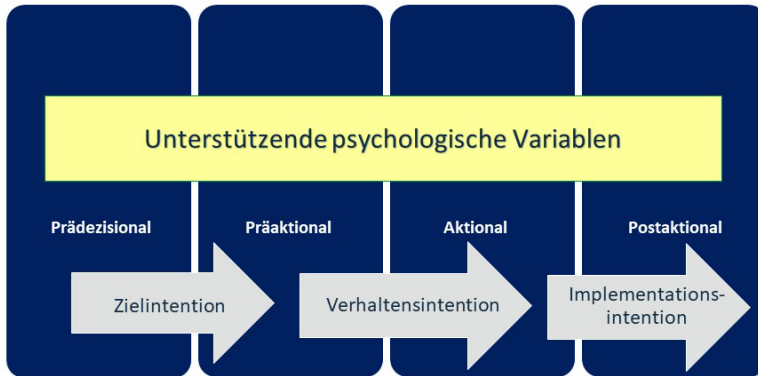 Unterstützende psychologische Variablen
Prädezisional
Präaktional
Aktional
Postaktional
Zielintention
Verhaltensintention
Implementations-
intention